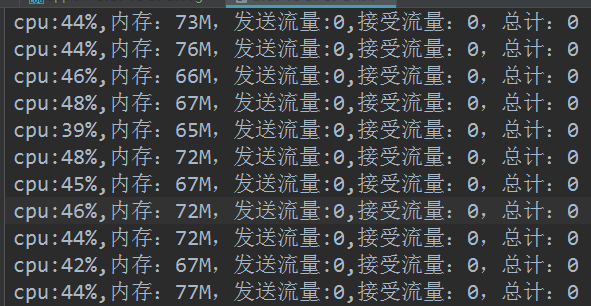 cpu:44%,内存：73M，发送流量:0,接受流量：0，总计：0
cpu:44%,内存：76M，发送流量:0,接受流量：0，总计：0
cpu:46%,内存：66M，发送流量:0,接受流量：0，总计：0
cpu:48%,内存：67M，发送流量:0,接受流量：0，总计：0
cpu:39%,内存：65M，发送流量:0,接受流量：0，总计：0
cpu:48%,内存：72M，发送流量:0,接受流量：0，总计：0
cpu:45%,内存：67M，发送流量:0,接受流量：0，总计：0
cpu:46%,内存：72M，发送流量:0,接受流量：0，总计：0
cpu:44%,内存：72M，发送流量:0,接受流量：0，总计：0
cpu:42%,内存：67M，发送流量:0,接受流量：0，总计：0
cpu:44%,内存：77M，发送流量:0,接受流量：0，总计：0